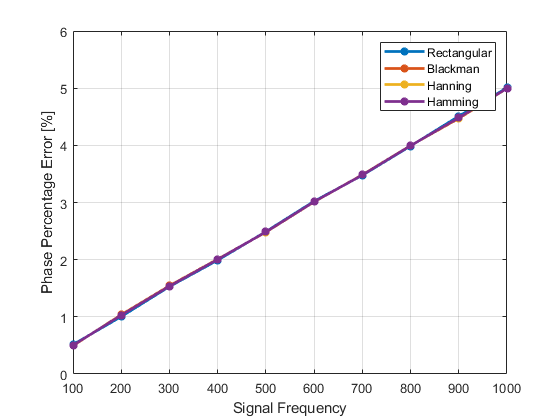 6
5
4
3
2
1
0
Phase Percentage Error [%]
Rectangular
Blackman
Hanning
Hamming
100 200 300 400 500 600 700 800 900 1000
Signal Frequency